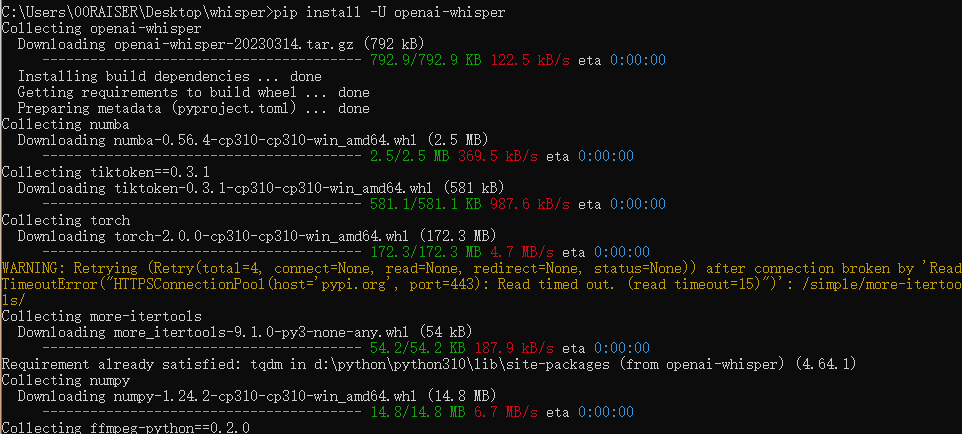 C:\Users\00RAISER\Desktop\whisper>pip install -U openai-whisper
Collecting openai-whisper
  Downloading openai-whisper-20230314.tar.gz (792 kB)
     ---------------------------------------- 792.9/792.9 KB 122.5 kB/s eta 0:00:00
  Installing build dependencies ... done
  Getting requirements to build wheel ... done
  Preparing metadata (pyproject.toml) ... done
Collecting numba
  Downloading numba-0.56.4-cp310-cp310-win_amd64.whl (2.5 MB)
     ---------------------------------------- 2.5/2.5 MB 369.5 kB/s eta 0:00:00
Collecting tiktoken==0.3.1
  Downloading tiktoken-0.3.1-cp310-cp310-win_amd64.whl (581 kB)
     ---------------------------------------- 581.1/581.1 KB 987.6 kB/s eta 0:00:00
Collecting torch
  Downloading torch-2.0.0-cp310-cp310-win_amd64.whl (172.3 MB)
     ---------------------------------------- 172.3/172.3 MB 4.7 MB/s eta 0:00:00
WARNING: Retrying (Retry(total=4, connect=None, read=None, redirect=None, status=None)) after connection broken by 'Read
TimeoutError("HTTPSConnectionPool(host='pypi.org', port=443): Read timed out. (read timeout=15)")': /simple/more-itertoo
ls/
Collecting more-itertools
  Downloading more_itertools-9.1.0-py3-none-any.whl (54 kB)
     ---------------------------------------- 54.2/54.2 KB 187.9 kB/s eta 0:00:00
Requirement already satisfied: tqdm in d:\python\python310\lib\site-packages (from openai-whisper) (4.64.1)
Collecting numpy
  Downloading numpy-1.24.2-cp310-cp310-win_amd64.whl (14.8 MB)
     ---------------------------------------- 14.8/14.8 MB 6.7 MB/s eta 0:00:00
Collecting ffmpeg-python==0.2.0